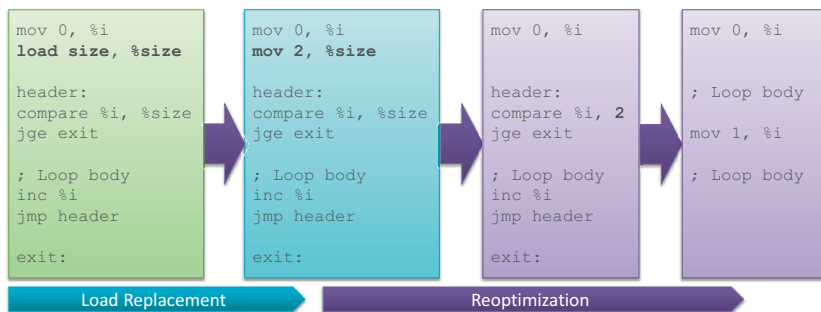 mov 0, %i
load size, %size
header:
compare %i, %size
jge exit
; Loop body
inc %i
jmp header
exit:
mov 0, %i
mov 2, %size
header:
compare %i, %size
jge exit
; Loop body
inc %i
jmp header
exit:
mov 0, %i
header:
compare %i, 2
jge exit
; Loop body
inc %i
jmp header
exit:
mov 0, %i
; Loop body
mov 1, %i
; Loop body
Load Replacement
Reoptimization